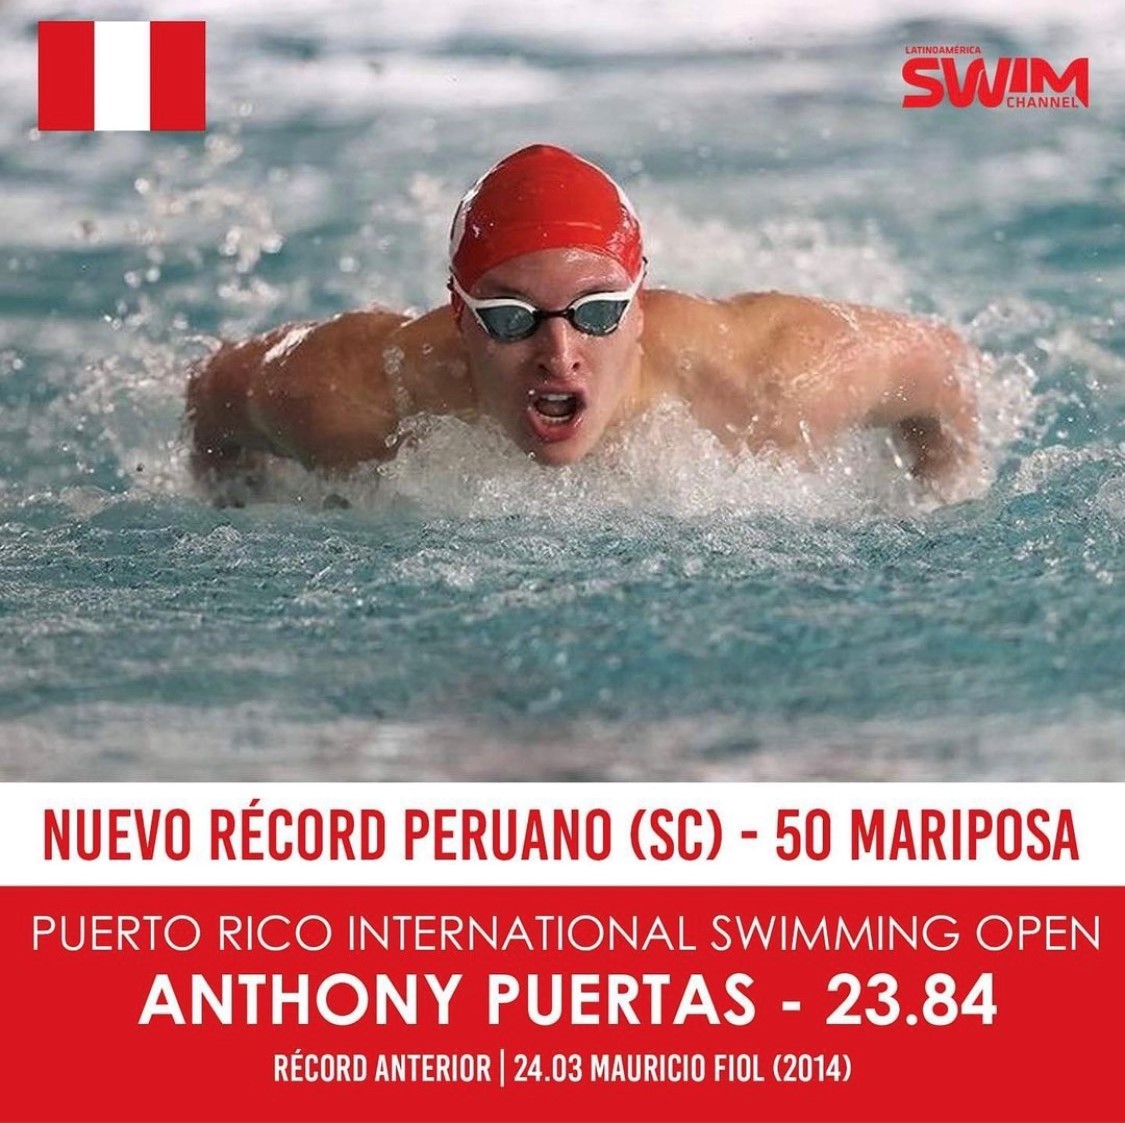 LATINOAMÉRICA
SWIM
CHANNEL
NUEVO RÉCORD PERUANO (SC) - 50 MARIPOSA
PUERTO RICO INTERNATIONAL SWIMMING OPEN
ANTHONY PUERTAS - 23.84
RÉCORD ANTERIOR | 24.03 MAURICIO FIOL (2014)